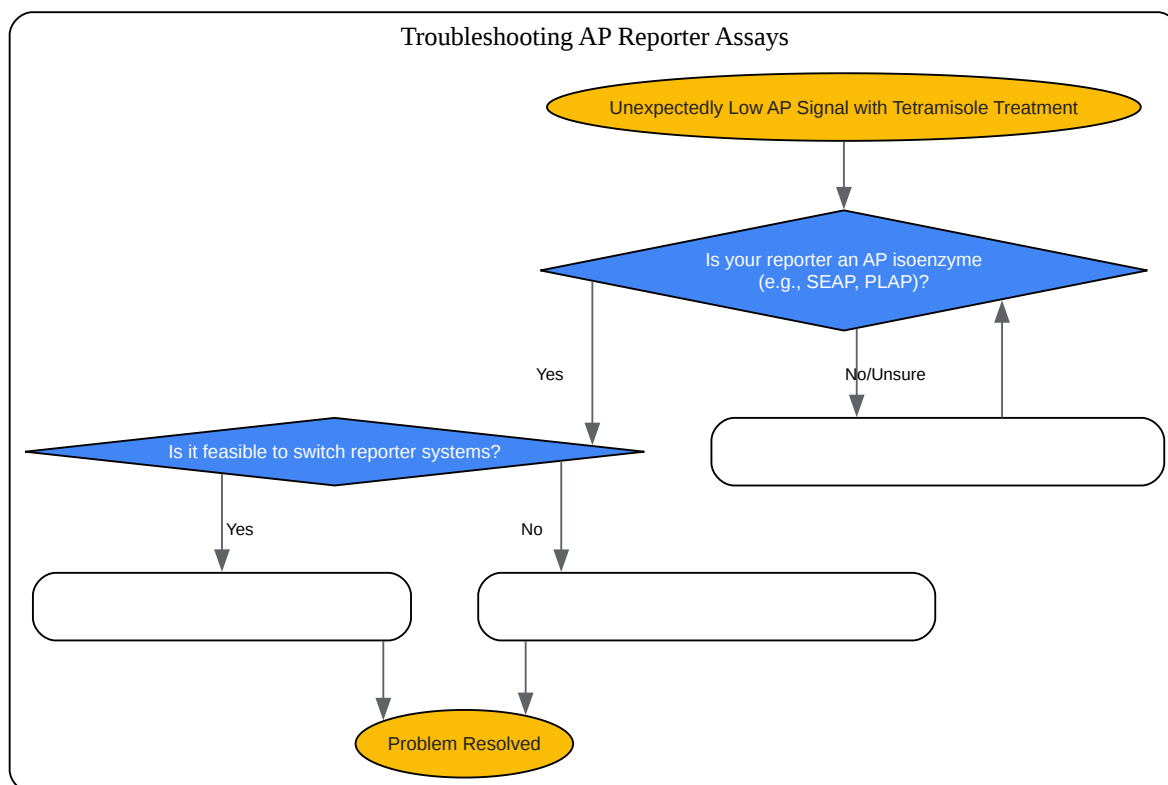 Troubleshooting AP Reporter Assays
Unexpectedly Low AP Signal with Tetramisole Treatment
Is your reporter an AP isoenzyme
(e.g., SEAP, PLAP)?
Yes
No/Unsure
Is it feasible to switch reporter systems?
Yes
No
Problem Resolved